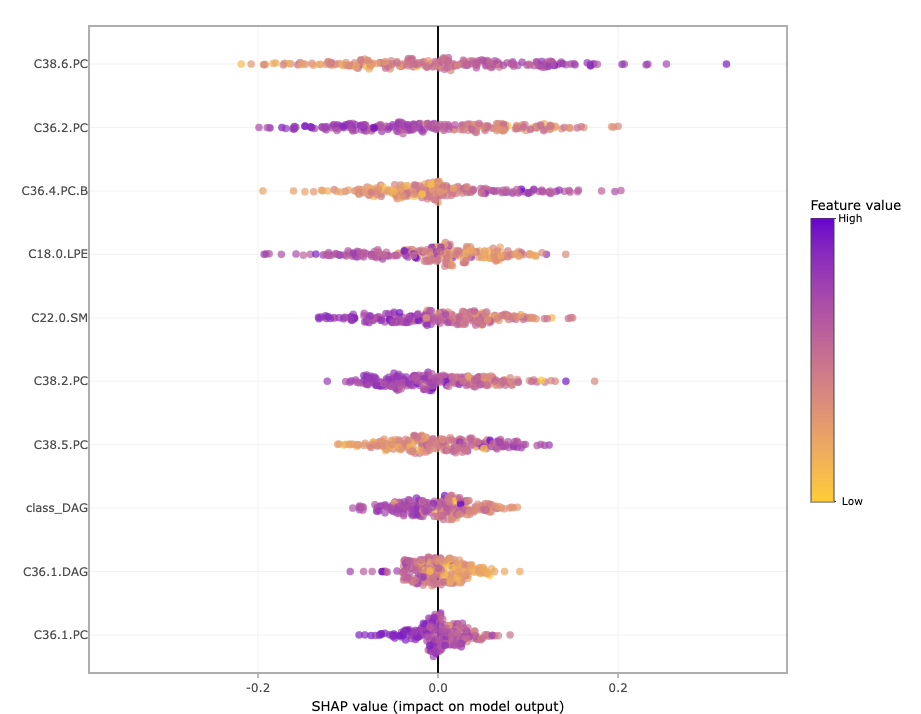 C38.6.PC
C36.2.PC
C36.4.PC.B
C18.0.LPE
C22.0.SM
C38.2.PC
C38.5.PC
class_DAG
C36.1.DAG
C36.1.PC
-0.2 0.0 0.2
SHAP value (impact on model output)
Feature value
High
Low